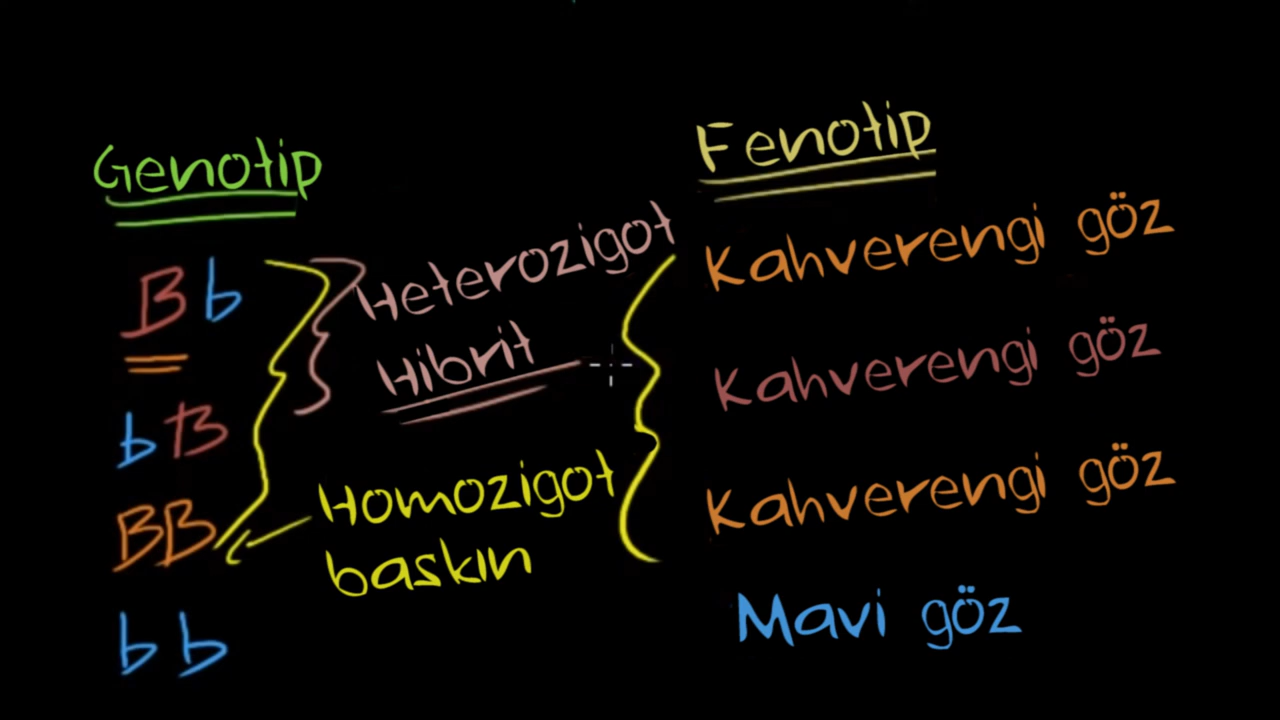 Genotip
Fenotip
Bb
Heterozigot
Hibrit
Kahverengi göz
bB
Kahverengi göz
BB
Homozigot
baskın
Kahverengi göz
bb
Mavi göz